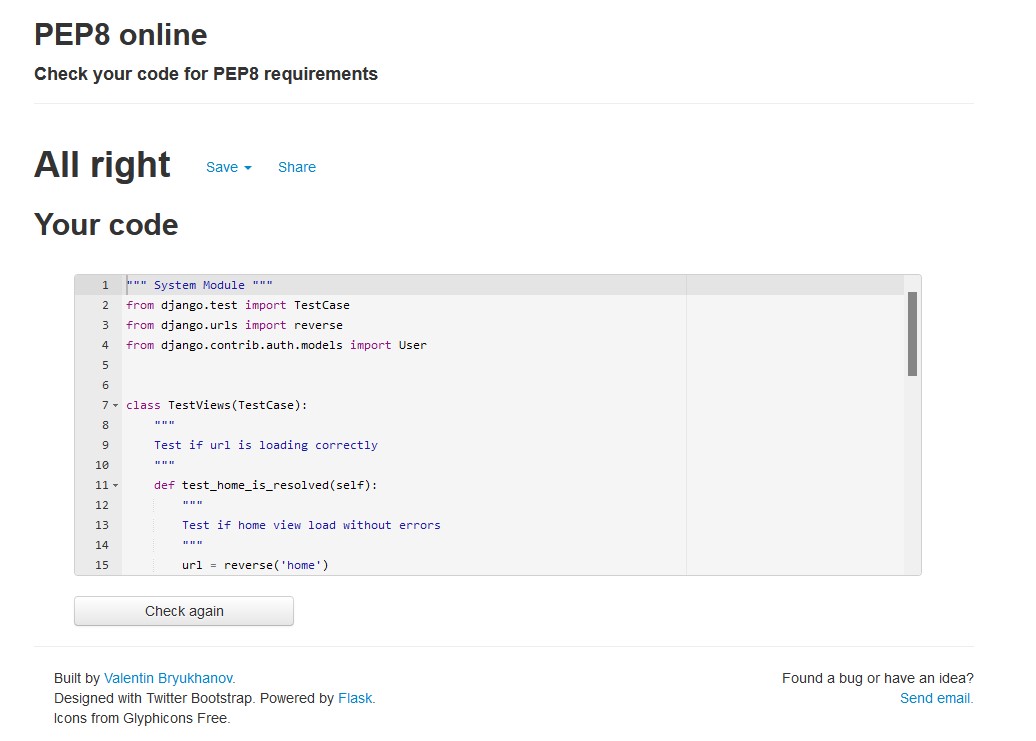 PEP8 online
Check your code for PEP8 requirements
All right Save Share
Your code
1 """ System Module """
2 from django.test import TestCase
3 from django.urls import reverse
4 from django.contrib.auth.models import User
5
6
7 class TestViews(TestCase):
8 """
9 Test if url is loading correctly
10 """
11 def test_home_is_resolved(self):
12 """
13 Test if home view load without errors
14 """
15 url = reverse('home')
Check again
Built by Valentin Bryukhanov.
Designed with Twitter Bootstrap. Powered by Flask.
Icons from Glyphicons Free.
Found a bug or have an idea?
Send email.